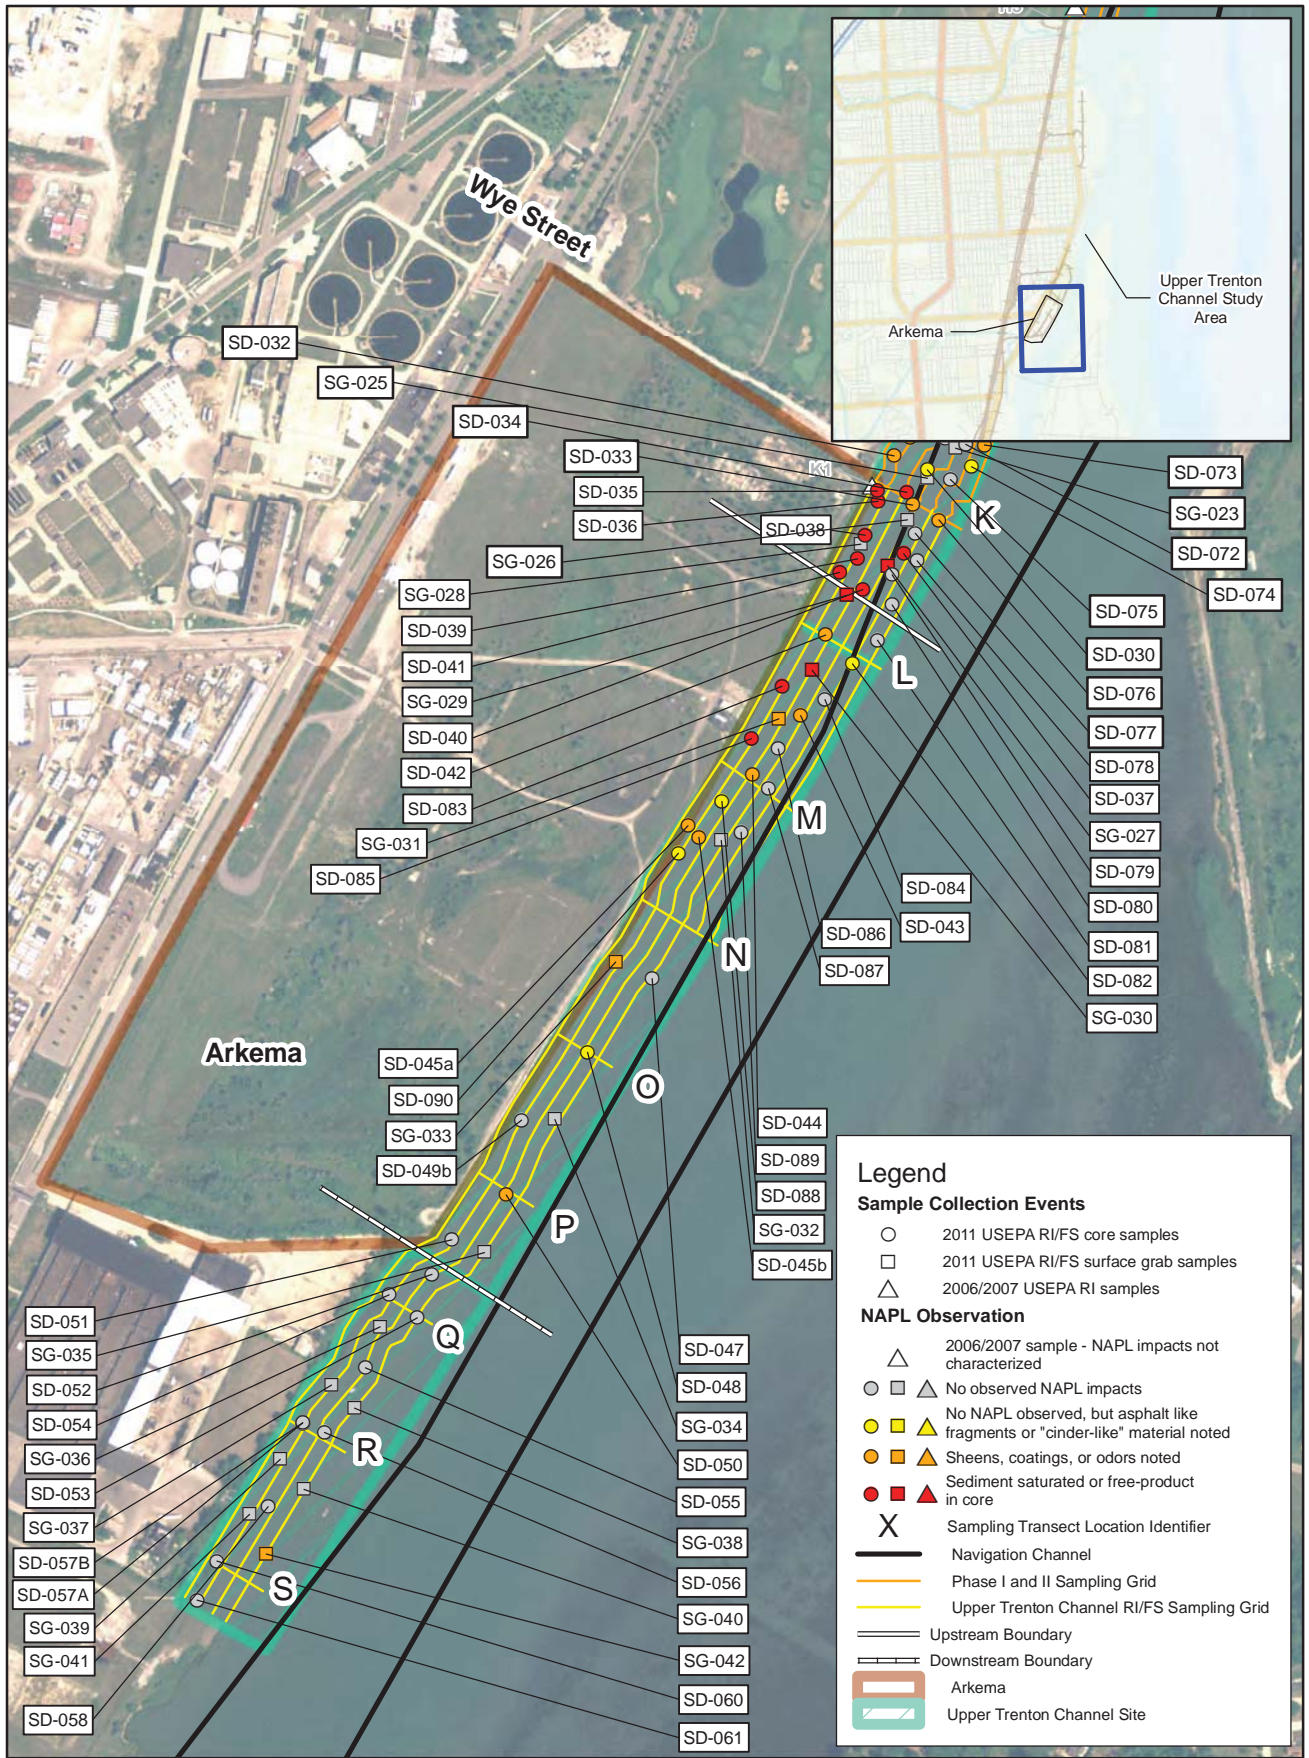 Wye Street
Upper Trenton
Channel Study
Area
Arkema
SD-032
SG-025
SD-034
SD-033
SD-035
SD-036
SD-038
SG-026
SG-028
SD-039
SD-041
SG-029
SD-040
SD-042
SD-083
SG-031
SD-085
K1
K
L
M
N
O
P
Q
R
S
SD-073
SG-023
SD-072
SD-074
SD-075
SD-030
SD-076
SD-077
SD-078
SD-037
SG-027
SD-079
SD-080
SD-081
SD-082
SG-030
SD-084
SD-043
SD-086
SD-087
Arkema
SD-045a
SD-090
SG-033
SD-049b
SD-044
SD-089
SD-088
SG-032
SD-045b
SD-051
SG-035
SD-052
SD-054
SG-036
SD-053
SG-037
SD-057B
SD-057A
SG-039
SG-041
SD-058
SD-047
SD-048
SG-034
SD-050
SD-055
SG-038
SD-056
SG-040
SG-042
SD-060
SD-061
Legend
Sample Collection Events
2011 USEPA RI/FS core samples
2011 USEPA RI/FS surface grab samples
2006/2007 USEPA RI samples
NAPL Observation
2006/2007 sample - NAPL impacts not
characterized
No observed NAPL impacts
No NAPL observed, but asphalt like
fragments or "cinder-like" material noted
Sheens, coatings, or odors noted
Sediment saturated or free-product
in core
X Sampling Transect Location Identifier
Navigation Channel
Phase I and II Sampling Grid
Upper Trenton Channel RI/FS Sampling Grid
Upstream Boundary
Downstream Boundary
Arkema
Upper Trenton Channel Site